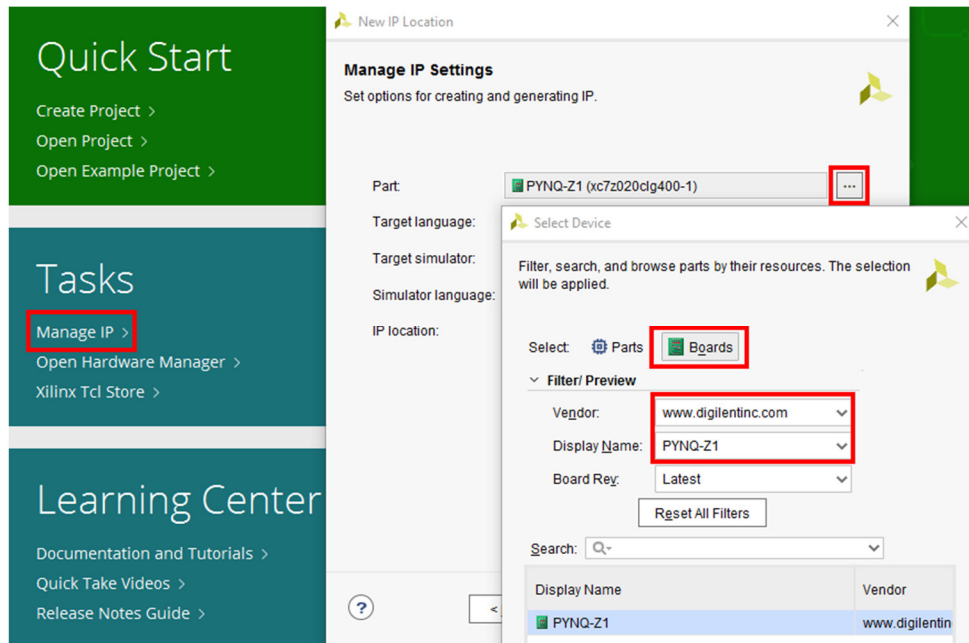 Quick Start
Create Project >
Open Project >
Open Example Project >
Tasks
Manage IP >
Open Hardware Manager >
Xilinx Tcl Store >
Learning Center
Documentation and Tutorials >
Quick Take Videos >
Release Notes Guide >
New IP Location
Manage IP Settings
Set options for creating and generating IP.
Part:
PYNQ-Z1 (xc7z020clg400-1)
...
Target language:
Target simulator:
Simulator language:
IP location:
?
<
Select Device
Filter, search, and browse parts by their resources. The selection
will be applied.
Select: Parts Boards
Filter/ Preview
Vendor: www.digilentinc.com
Display Name: PYNQ-Z1
Board Rev: Latest
Reset All Filters
Search: Q-
Display Name Vendor
PYNQ-Z1 www.digilentin